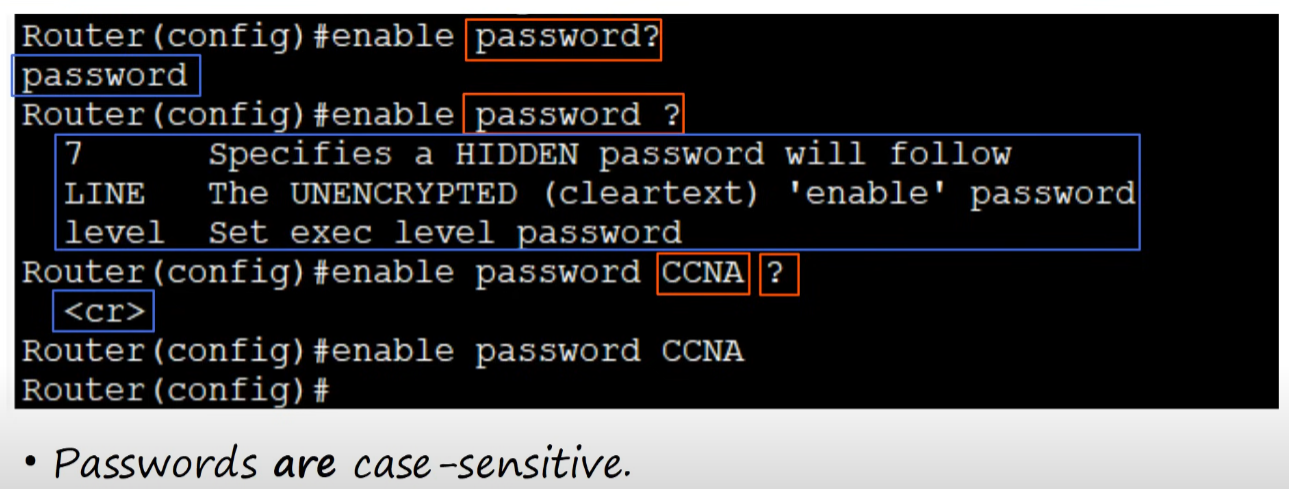 Router(config)#enable password?
password
Router(config)#enable password ?
  7       Specifies a HIDDEN password will follow
  LINE    The UNENCRYPTED (cleartext) 'enable' password
  level   Set exec level password
Router(config)#enable password CCNA ?
  <cr>
Router(config)#enable password CCNA
Router(config)#
• Passwords are case-sensitive.